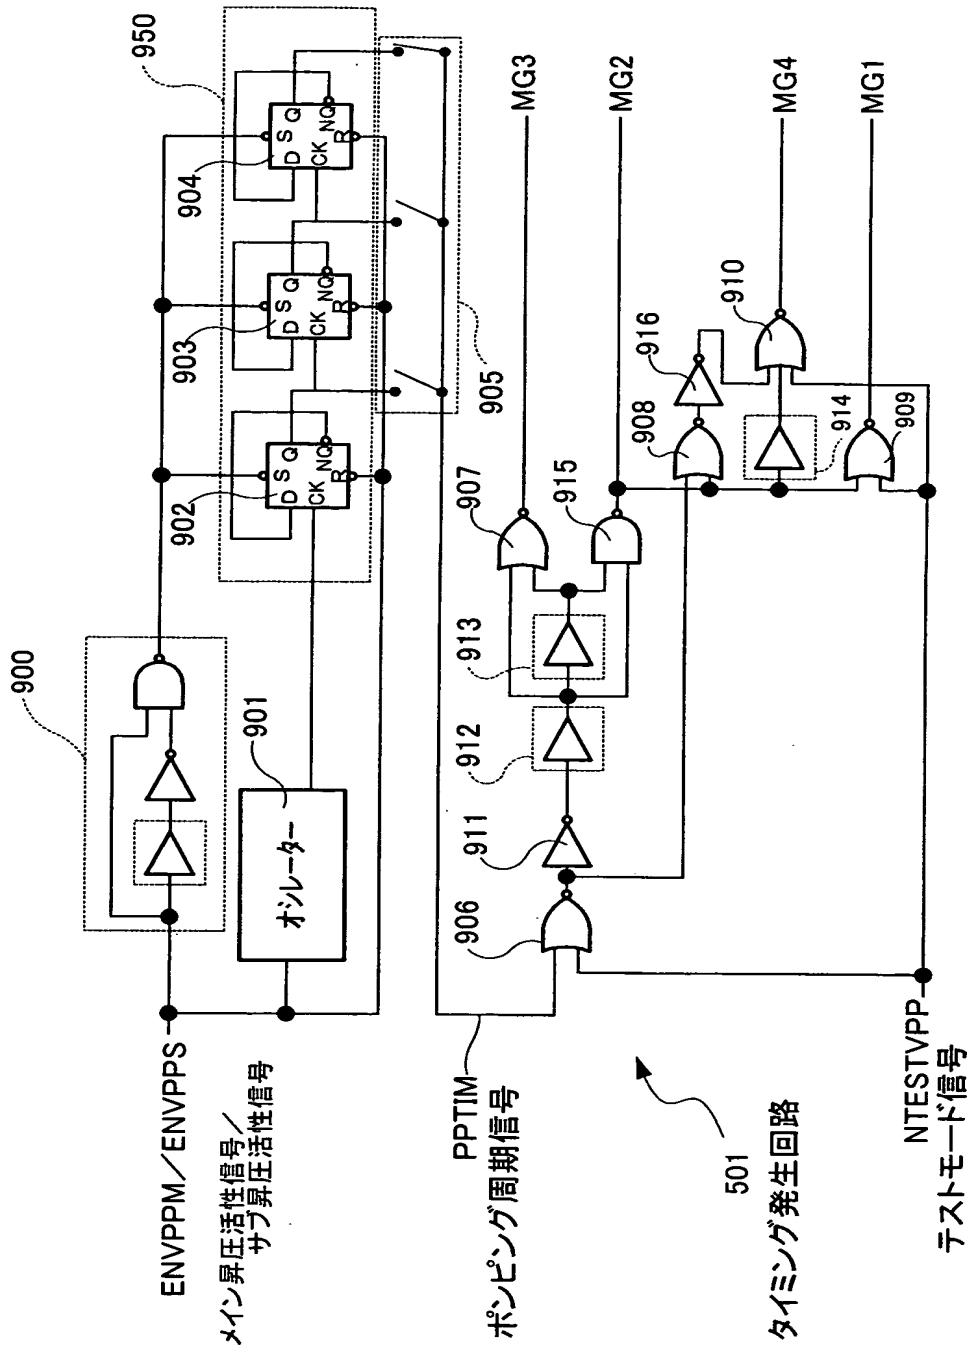 900
950
902
903
904
S
D
Q
CK
NQ
R
S
D
Q
CK
NQ
R
S
D
Q
CK
NQ
R
905
901
オシレーター
ENVPPM/ENVPPS
メイン昇圧活性信号/
サブ昇圧活性信号
PPTIM
ポンピング周期信号
906
911
912
913
907
915
908
916
914
910
909
MG3
MG2
MG4
MG1
501
タイミング発生回路
NTESTVPP
テストモード信号